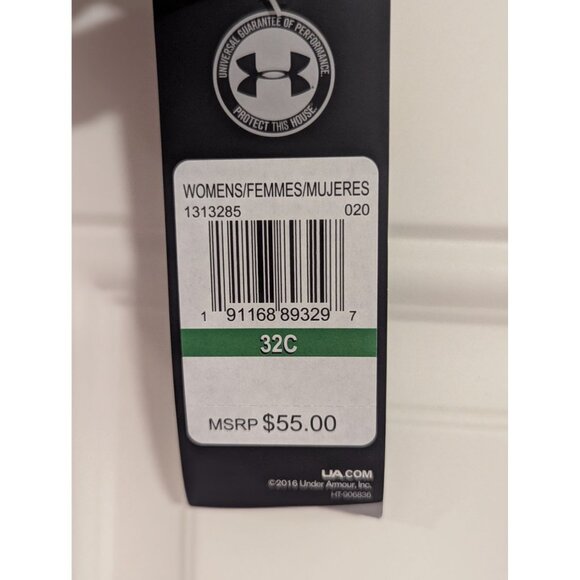 UNIVERSAL GUARANTEE OF PERFORMANCE.
PROTECT THIS HOUSE.
WOMENS/FEMMES/MUJERES
1313285 020
1 91168 89329 7
32C
MSRP $55.00
UA.COM
©2016 Under Armour, Inc.
HT-906836